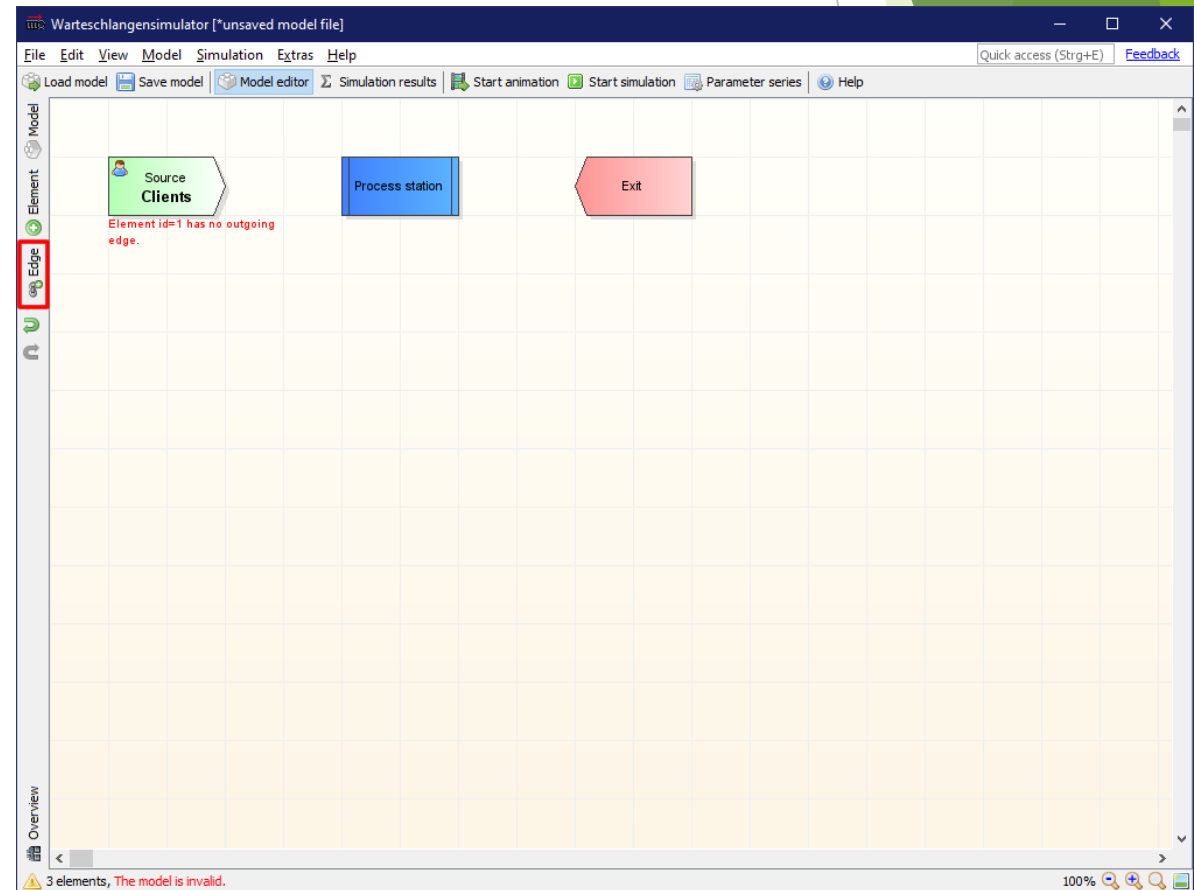 Warteschlangensimulator [*unsaved model file]
File Edit View Model Simulation Extras Help
Quick access (Strg+E) Feedback
Load model Save model Model editor Σ Simulation results Start animation Start simulation Parameter series Help
Model
Element
Edge
Source
Clients
Element id=1 has no outgoing
edge.
Process station
Exit
Overview
3 elements, The model is invalid.
100%